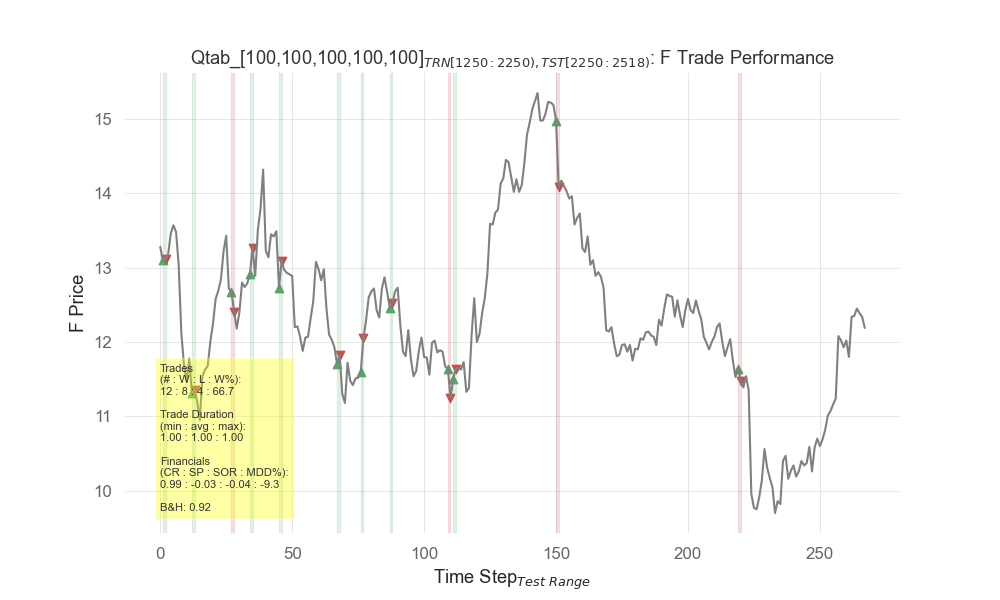 Qtab_[100,100,100,100,100]TRN[1250:2250),TST[2250:2518): F Trade Performance
15
14
13
12
11
10
F Price
Trades
(# : W : L : W%):
12 : 8 : 4 : 66.7
Trade Duration
(min : avg : max):
1.00 : 1.00 : 1.00
Financials
(CR : SP : SOR : MDD%):
0.99 : -0.03 : -0.04 : -9.3
B&H: 0.92
0 50 100 150 200 250
Time StepTest Range